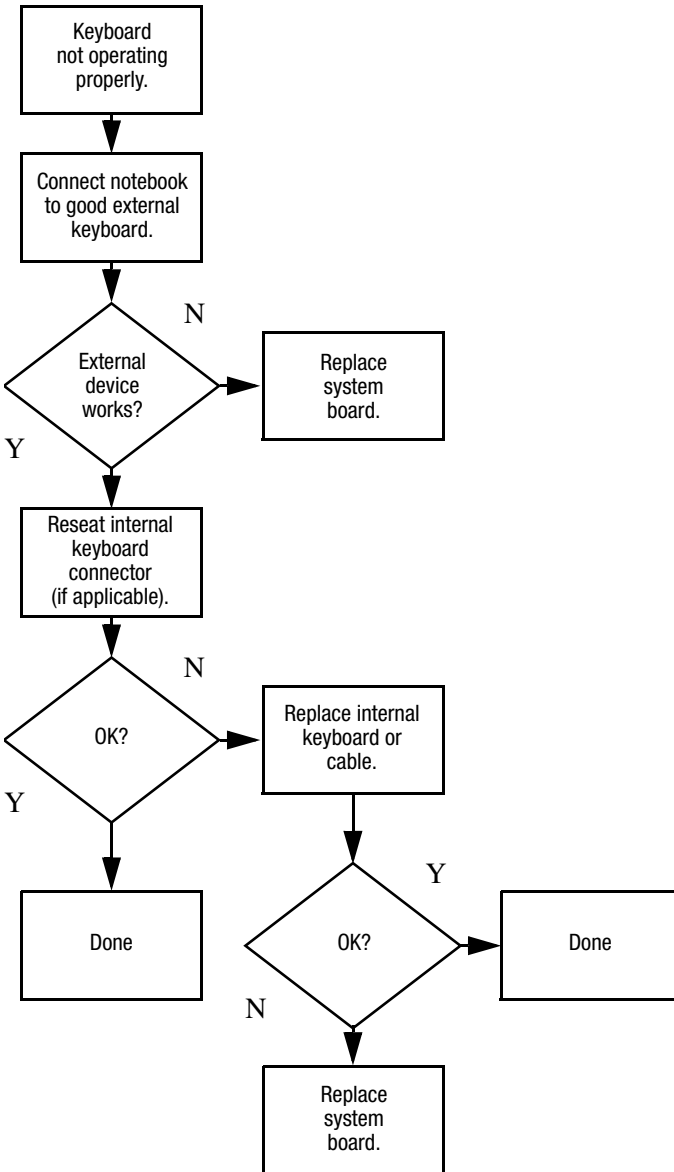 Keyboard
not operating
properly.
Connect notebook
to good external
keyboard.
N
External
device
works?
Y
Replace
system
board.
Reseat internal
keyboard
connector
(if applicable).
N
OK?
Y
Replace internal
keyboard or
cable.
Y
Done
OK?
Done
N
Replace
system
board.